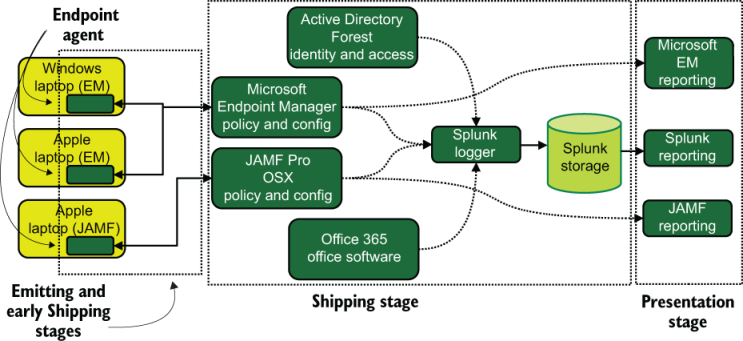 Endpoint
agent
Windows
laptop (EM)
Apple
laptop (EM)
Apple
laptop (JAMF)
Emitting and
early Shipping
stages
Active Directory
Forest
identity and access
Microsoft
Endpoint Manager
policy and config
JAMF Pro
OSX
policy and config
Office 365
office software
Splunk
logger
Splunk
storage
Shipping stage
Microsoft
EM
reporting
Splunk
reporting
JAMF
reporting
Presentation
stage